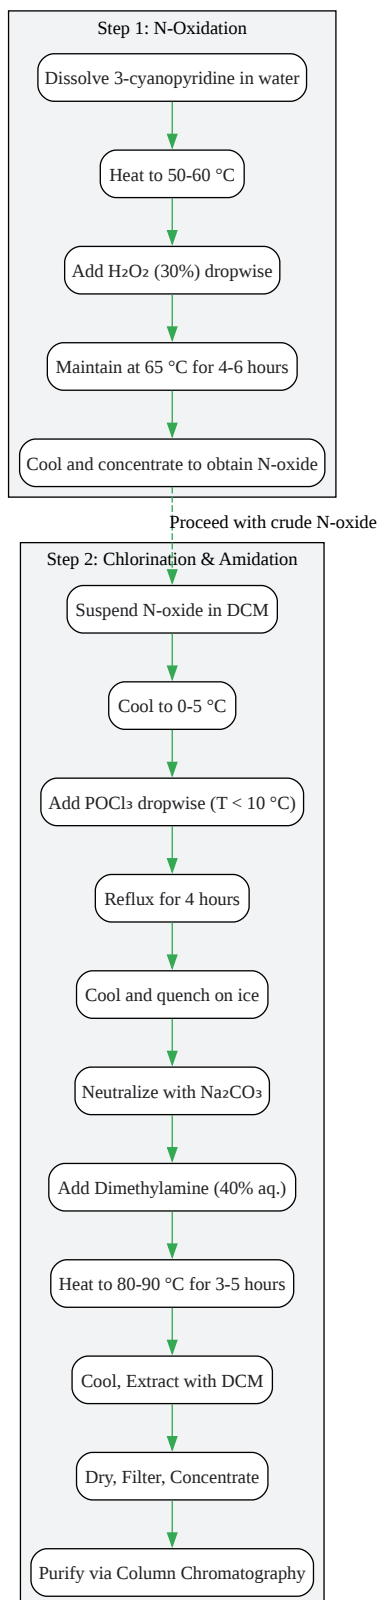 Step 1: N-Oxidation
Dissolve 3-cyanopyridine in water
Heat to 50-60 °C
Add H₂O₂ (30%) dropwise
Maintain at 65 °C for 4-6 hours
Cool and concentrate to obtain N-oxide
Proceed with crude N-oxide
Step 2: Chlorination & Amidation
Suspend N-oxide in DCM
Cool to 0-5 °C
Add POCl₃ dropwise (T < 10 °C)
Reflux for 4 hours
Cool and quench on ice
Neutralize with Na₂CO₃
Add Dimethylamine (40% aq.)
Heat to 80-90 °C for 3-5 hours
Cool, Extract with DCM
Dry, Filter, Concentrate
Purify via Column Chromatography